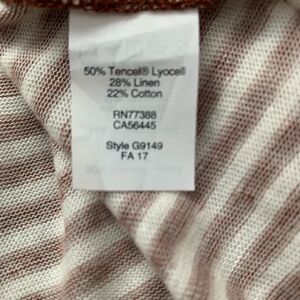 50% Tencel® Lyocell
28% Linen
22% Cotton
RN77388
CA56445
Style G9149
FA 17